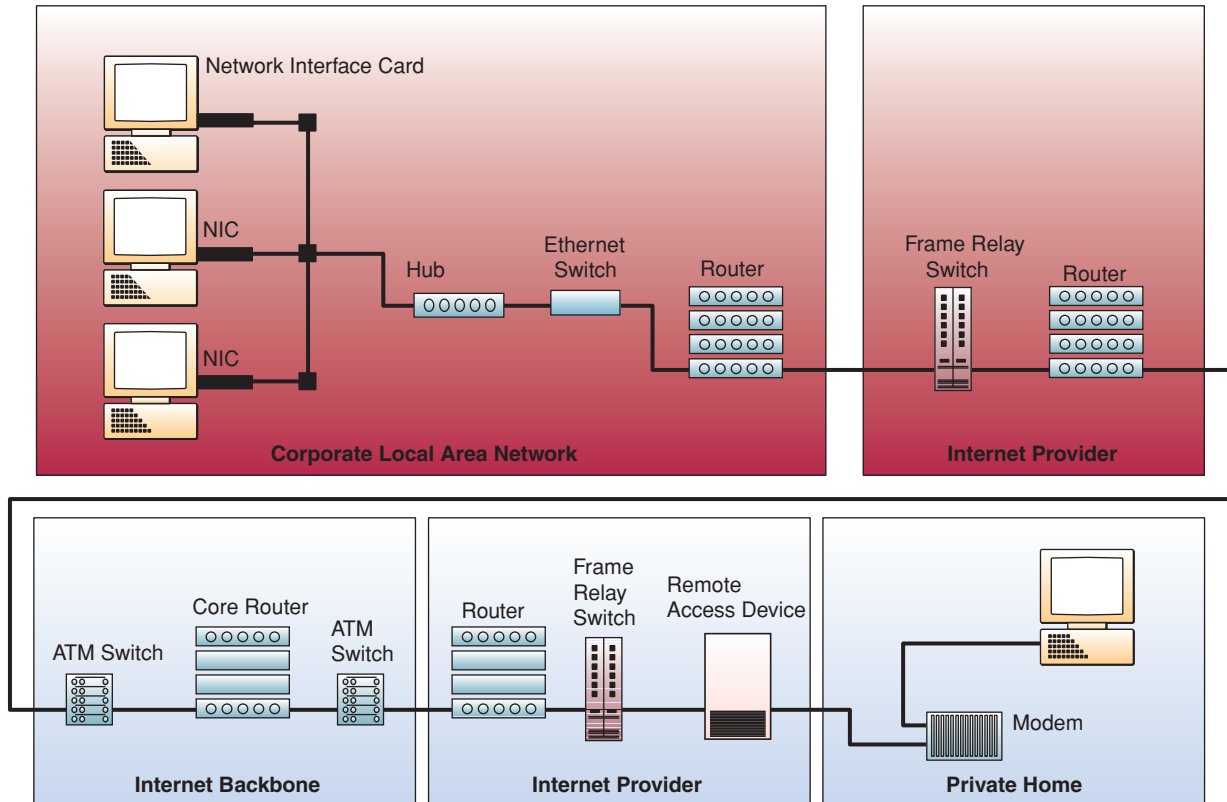 Network Interface Card
NIC
NIC
Hub
Ethernet
Switch
Router
Corporate Local Area Network
Frame Relay
Switch
Router
Internet Provider
ATM Switch
Core Router
ATM
Switch
Internet Backbone
Router
Frame
Relay
Switch
Remote
Access Device
Internet Provider
Modem
Private Home